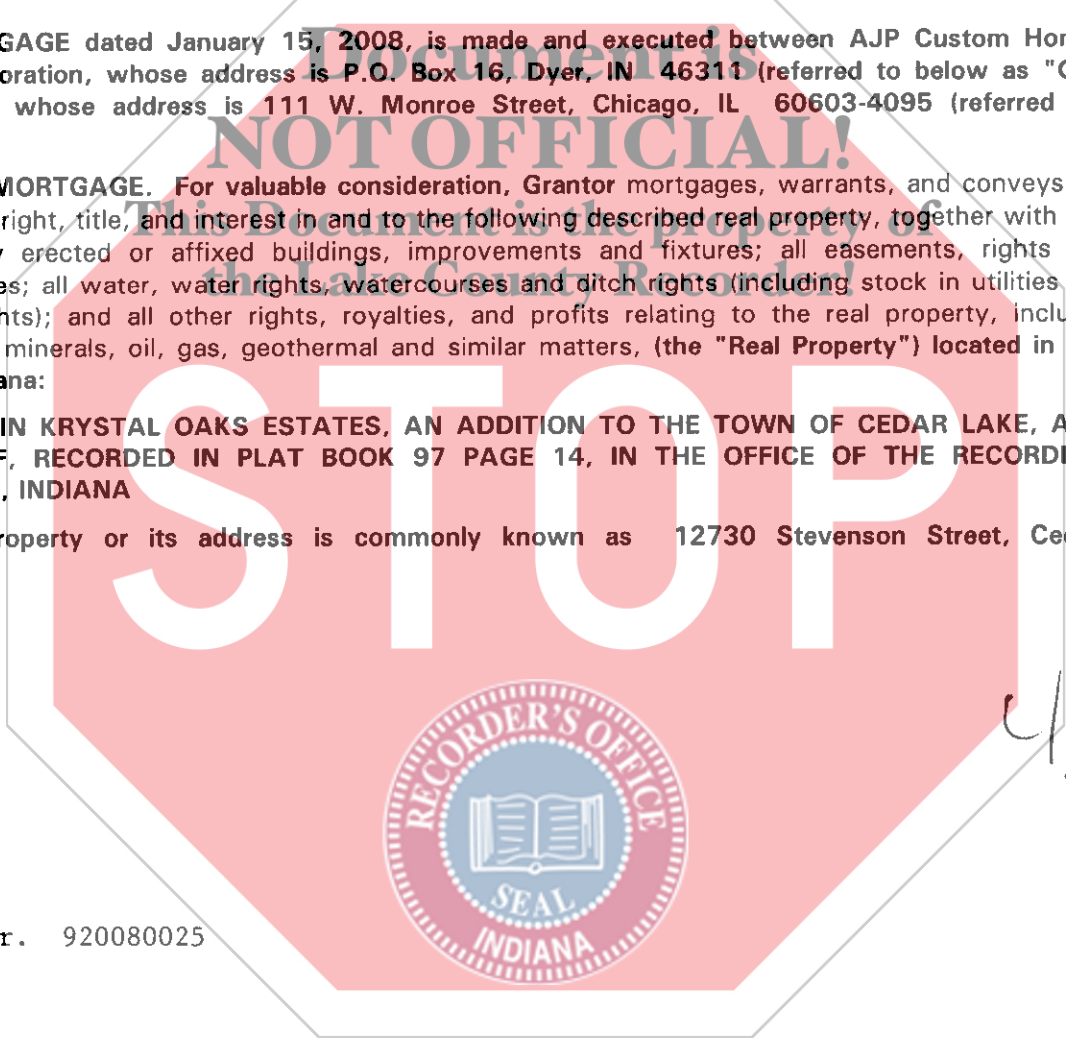 GAGE dated January 15, 2008, is made and executed between AJP Custom Hor
oration, whose address is P.O. Box 16, Dyer, IN 46311 (referred to below as "G
whose address is 111 W. Monroe Street, Chicago, IL 60603-4095 (referred
Document is
NOT OFFICIAL!
This Document is the property of
the Lake County Recorder!
MORTGAGE. For valuable consideration, Grantor mortgages, warrants, and conveys
right, title, and interest in and to the following described real property, together with
y erected or affixed buildings, improvements and fixtures; all easements, rights
es; all water, water rights, watercourses and ditch rights (including stock in utilities
hts); and all other rights, royalties, and profits relating to the real property, inclu
minerals, oil, gas, geothermal and similar matters, (the "Real Property") located in
ana:
IN KRYSTAL OAKS ESTATES, AN ADDITION TO THE TOWN OF CEDAR LAKE, A
F, RECORDED IN PLAT BOOK 97 PAGE 14, IN THE OFFICE OF THE RECORDI
, INDIANA
roperty or its address is commonly known as 12730 Stevenson Street, Ce
STOP
RECORDER'S OFFICE
SEAL
INDIANA
r. 920080025